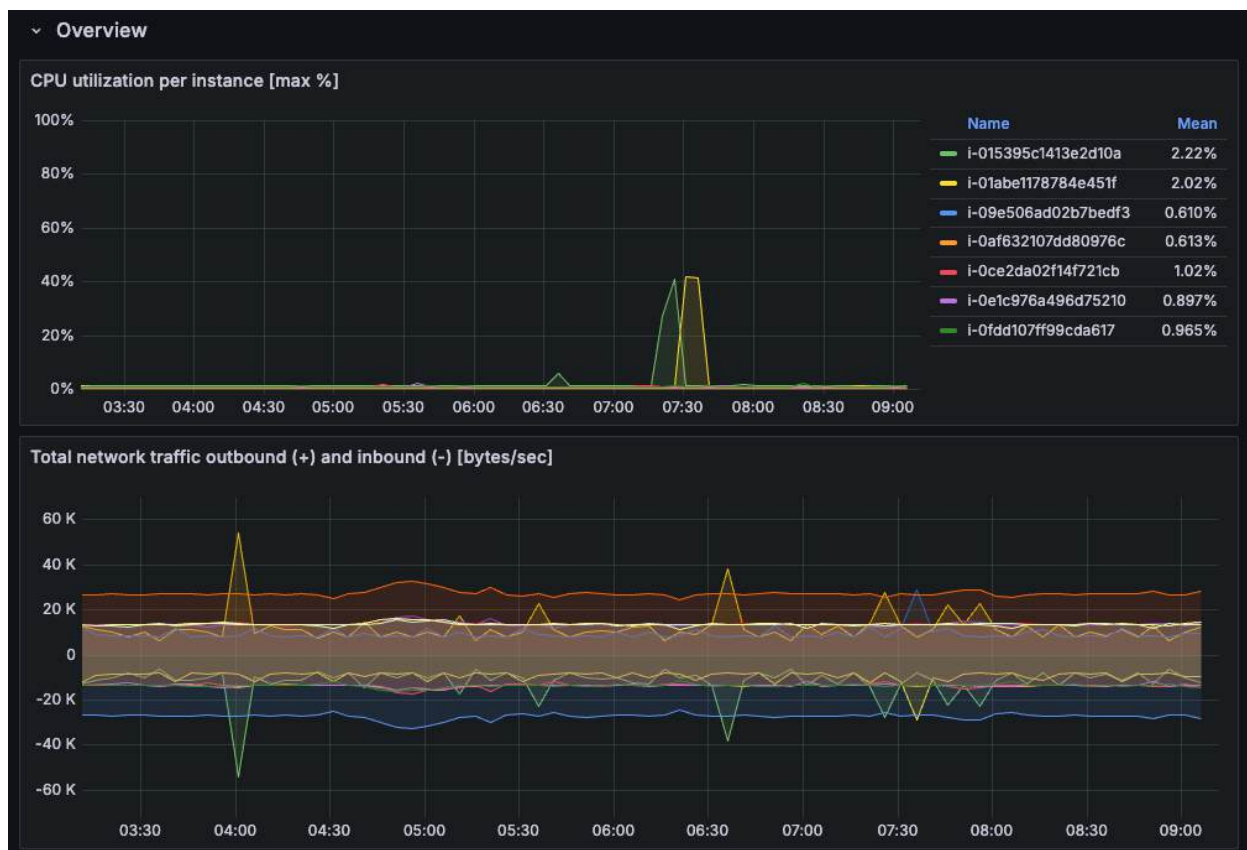 Overview
CPU utilization per instance [max %]
100%
80%
60%
40%
20%
0%
03:30 04:00 04:30 05:00 05:30 06:00 06:30 07:00 07:30 08:00 08:30 09:00
Name Mean
i-015395c1413e2d10a 2.22%
i-01abe1178784e451f 2.02%
i-09e506ad02b7bedf3 0.610%
i-0af632107dd80976c 0.613%
i-0ce2da02f14f721cb 1.02%
i-0e1c976a496d75210 0.897%
i-0fdd107ff99cda617 0.965%
Total network traffic outbound (+) and inbound (-) [bytes/sec]
60 K
40 K
20 K
0
-20 K
-40 K
-60 K
03:30 04:00 04:30 05:00 05:30 06:00 06:30 07:00 07:30 08:00 08:30 09:00